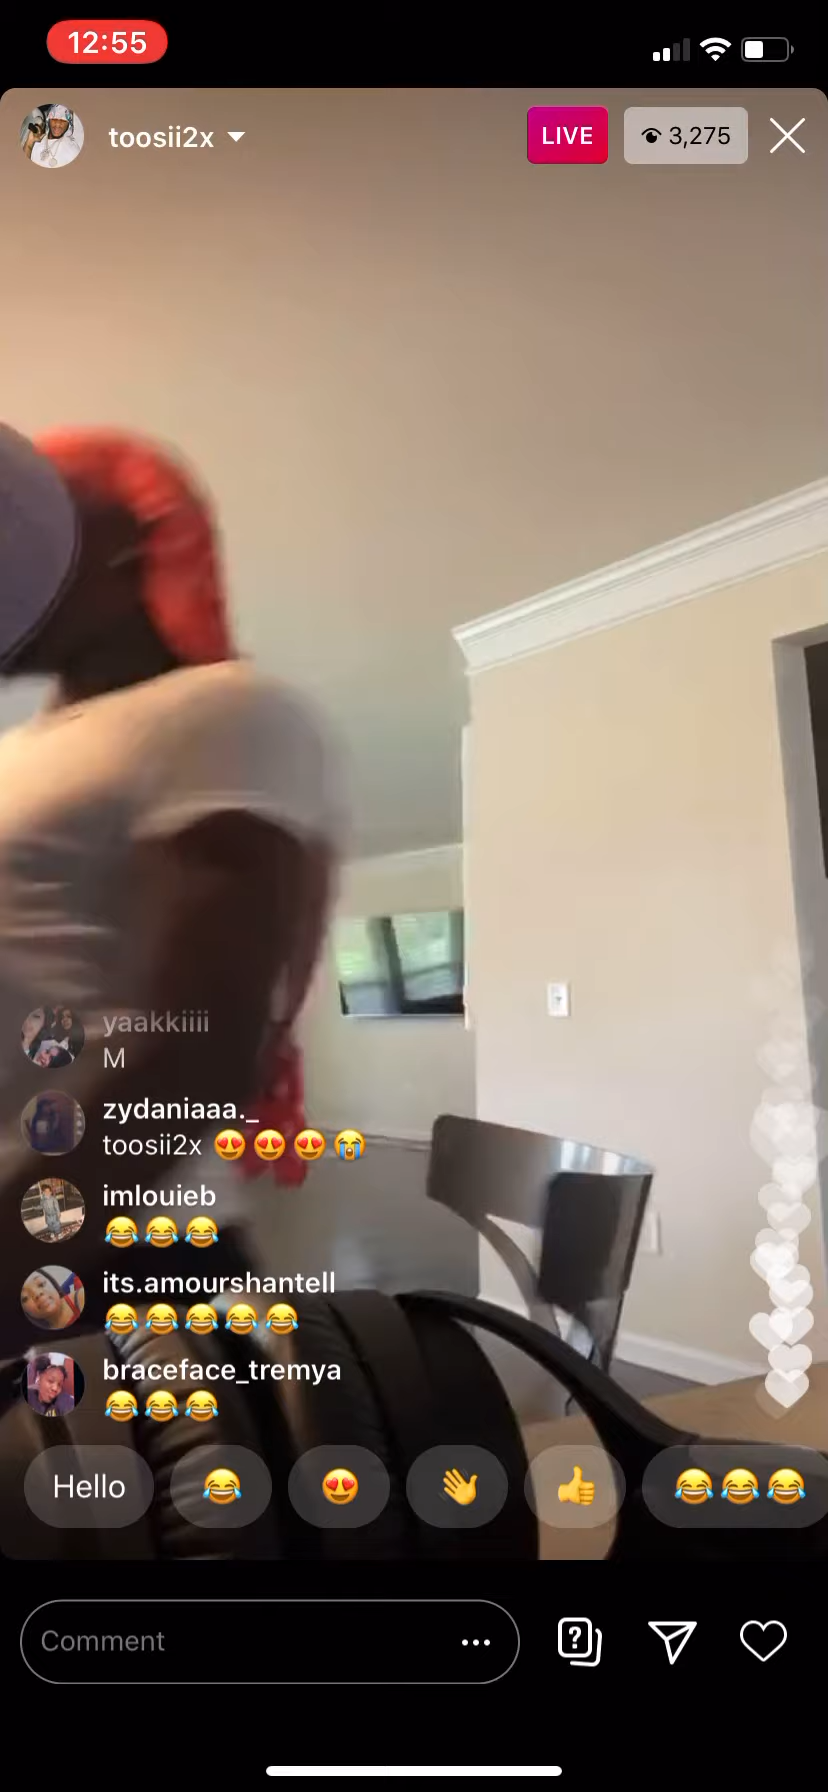 12:55
toosii2x
LIVE
3,275
yaakkiiii
M
zydaniaaa._
toosii2x 😍😍😍😭
imlouieb
😂😂😂
its.amourshantell
😂😂😂😂😂
braceface_tremya
😂😂😂
Hello 😂 😍 👋 👍 😂😂😂
Comment